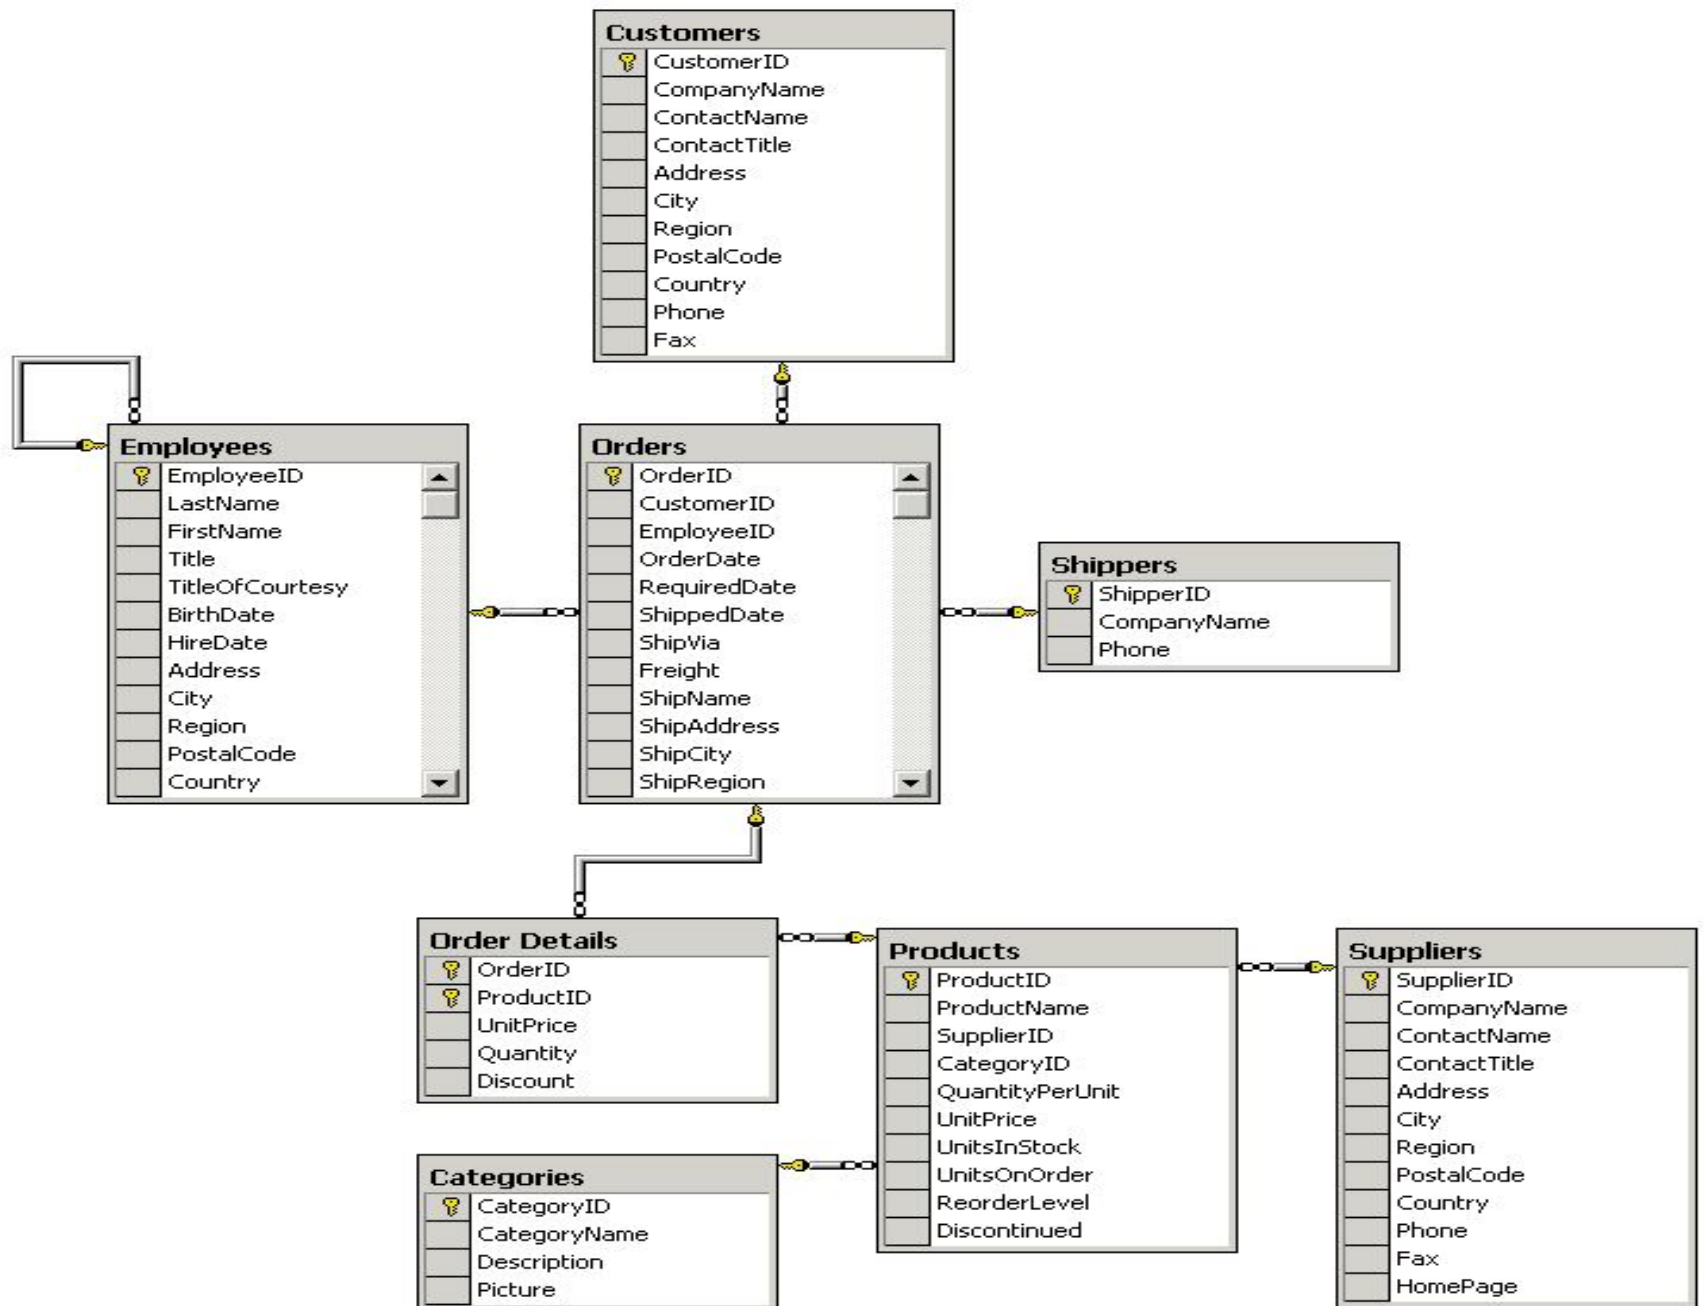 Customers
CustomerID
CompanyName
ContactName
ContactTitle
Address
City
Region
PostalCode
Country
Phone
Fax
Employees
EmployeeID
LastName
FirstName
Title
TitleOfCourtesy
BirthDate
HireDate
Address
City
Region
PostalCode
Country
Orders
OrderID
CustomerID
EmployeeID
OrderDate
RequiredDate
ShippedDate
ShipVia
Freight
ShipName
ShipAddress
ShipCity
ShipRegion
Shippers
ShipperID
CompanyName
Phone
Order Details
OrderID
ProductID
UnitPrice
Quantity
Discount
Products
ProductID
ProductName
SupplierID
CategoryID
QuantityPerUnit
UnitPrice
UnitsInStock
UnitsOnOrder
ReorderLevel
Discontinued
Suppliers
SupplierID
CompanyName
ContactName
ContactTitle
Address
City
Region
PostalCode
Country
Phone
Fax
HomePage
Categories
CategoryID
CategoryName
Description
Picture